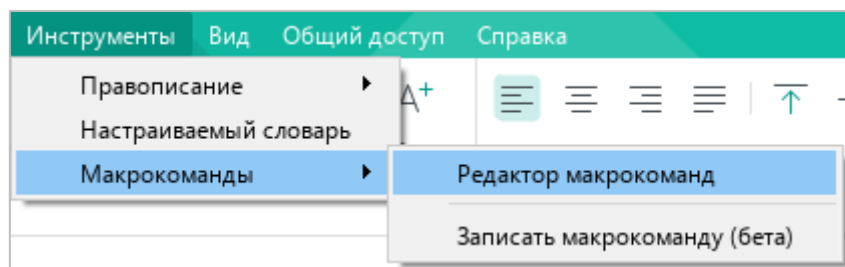 Инструменты Вид Общий доступ Справка
Правописание
A+
Настраиваемый словарь
Макрокоманды
Редактор макрокоманд
Записать макрокоманду (бета)